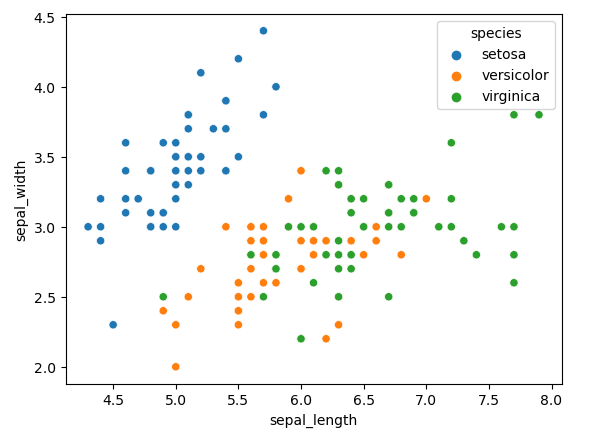 species
setosa
versicolor
virginica
4.5
4.0
3.5
3.0
2.5
2.0
sepal_width
4.5 5.0 5.5 6.0 6.5 7.0 7.5 8.0
sepal_length